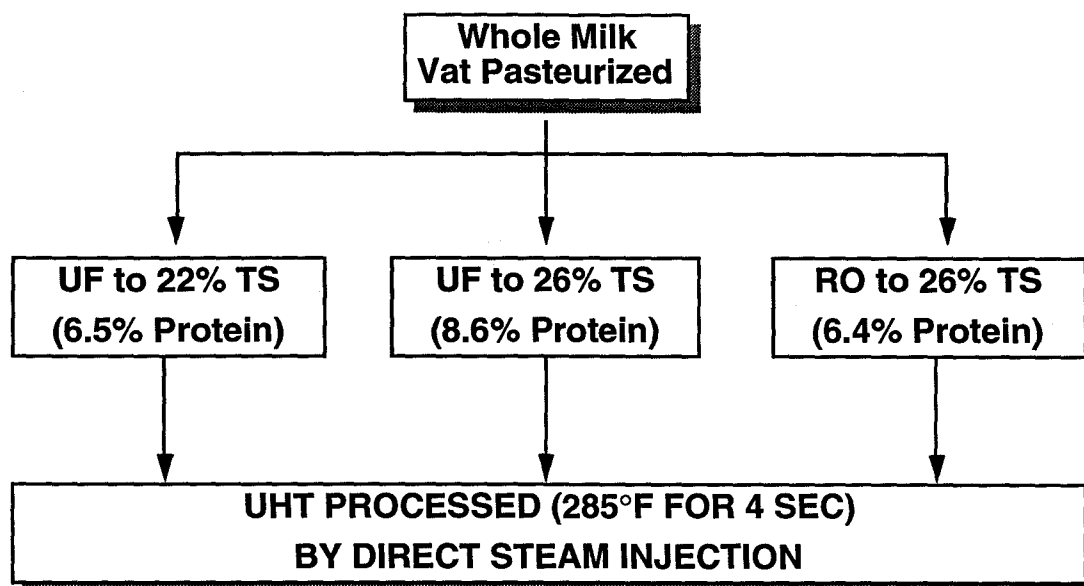 Whole Milk
Vat Pasteurized
UF to 22% TS
(6.5% Protein)
UF to 26% TS
(8.6% Protein)
RO to 26% TS
(6.4% Protein)
UHT PROCESSED (285°F FOR 4 SEC)
BY DIRECT STEAM INJECTION